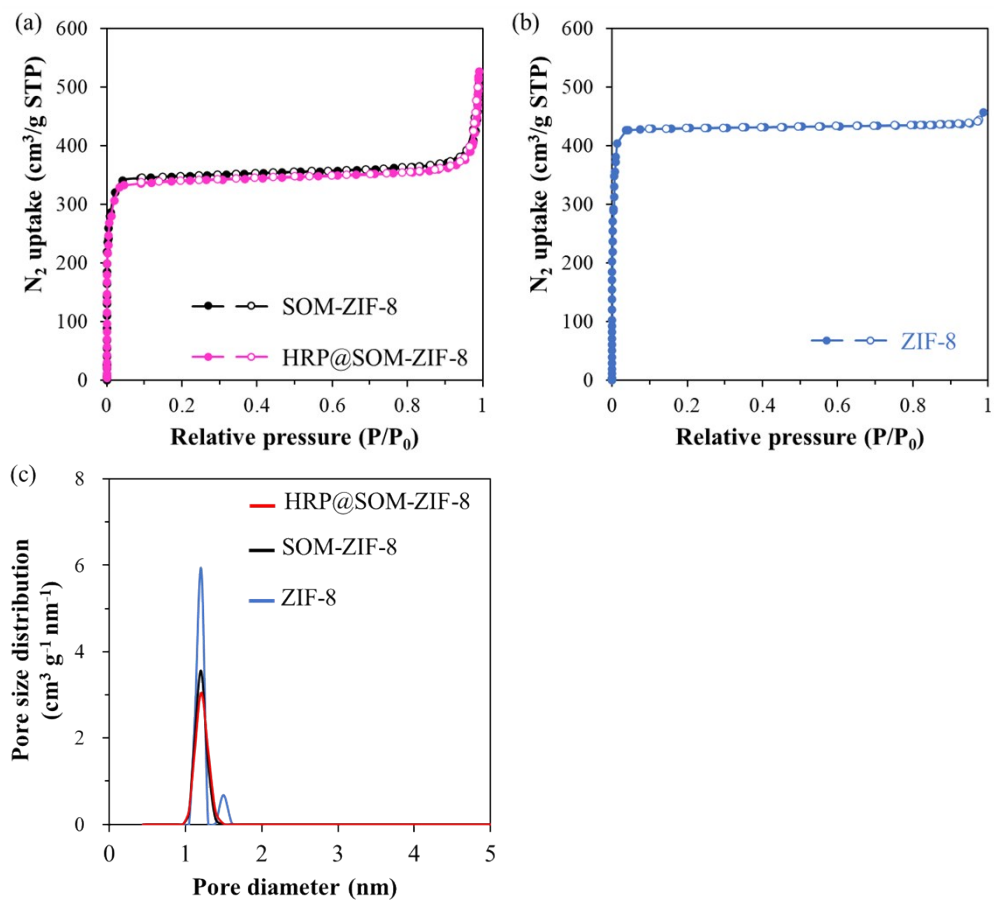 (a)
N₂ uptake (cm³/g STP)
600
500
400
300
200
100
0
SOM-ZIF-8
HRP@SOM-ZIF-8
0 0.2 0.4 0.6 0.8 1
Relative pressure (P/P₀)
(b)
N₂ uptake (cm³/g STP)
600
500
400
300
200
100
0
ZIF-8
0 0.2 0.4 0.6 0.8 1
Relative pressure (P/P₀)
(c)
Pore size distribution
(cm³ g⁻¹ nm⁻¹)
8
6
4
2
0
HRP@SOM-ZIF-8
SOM-ZIF-8
ZIF-8
0 1 2 3 4 5
Pore diameter (nm)